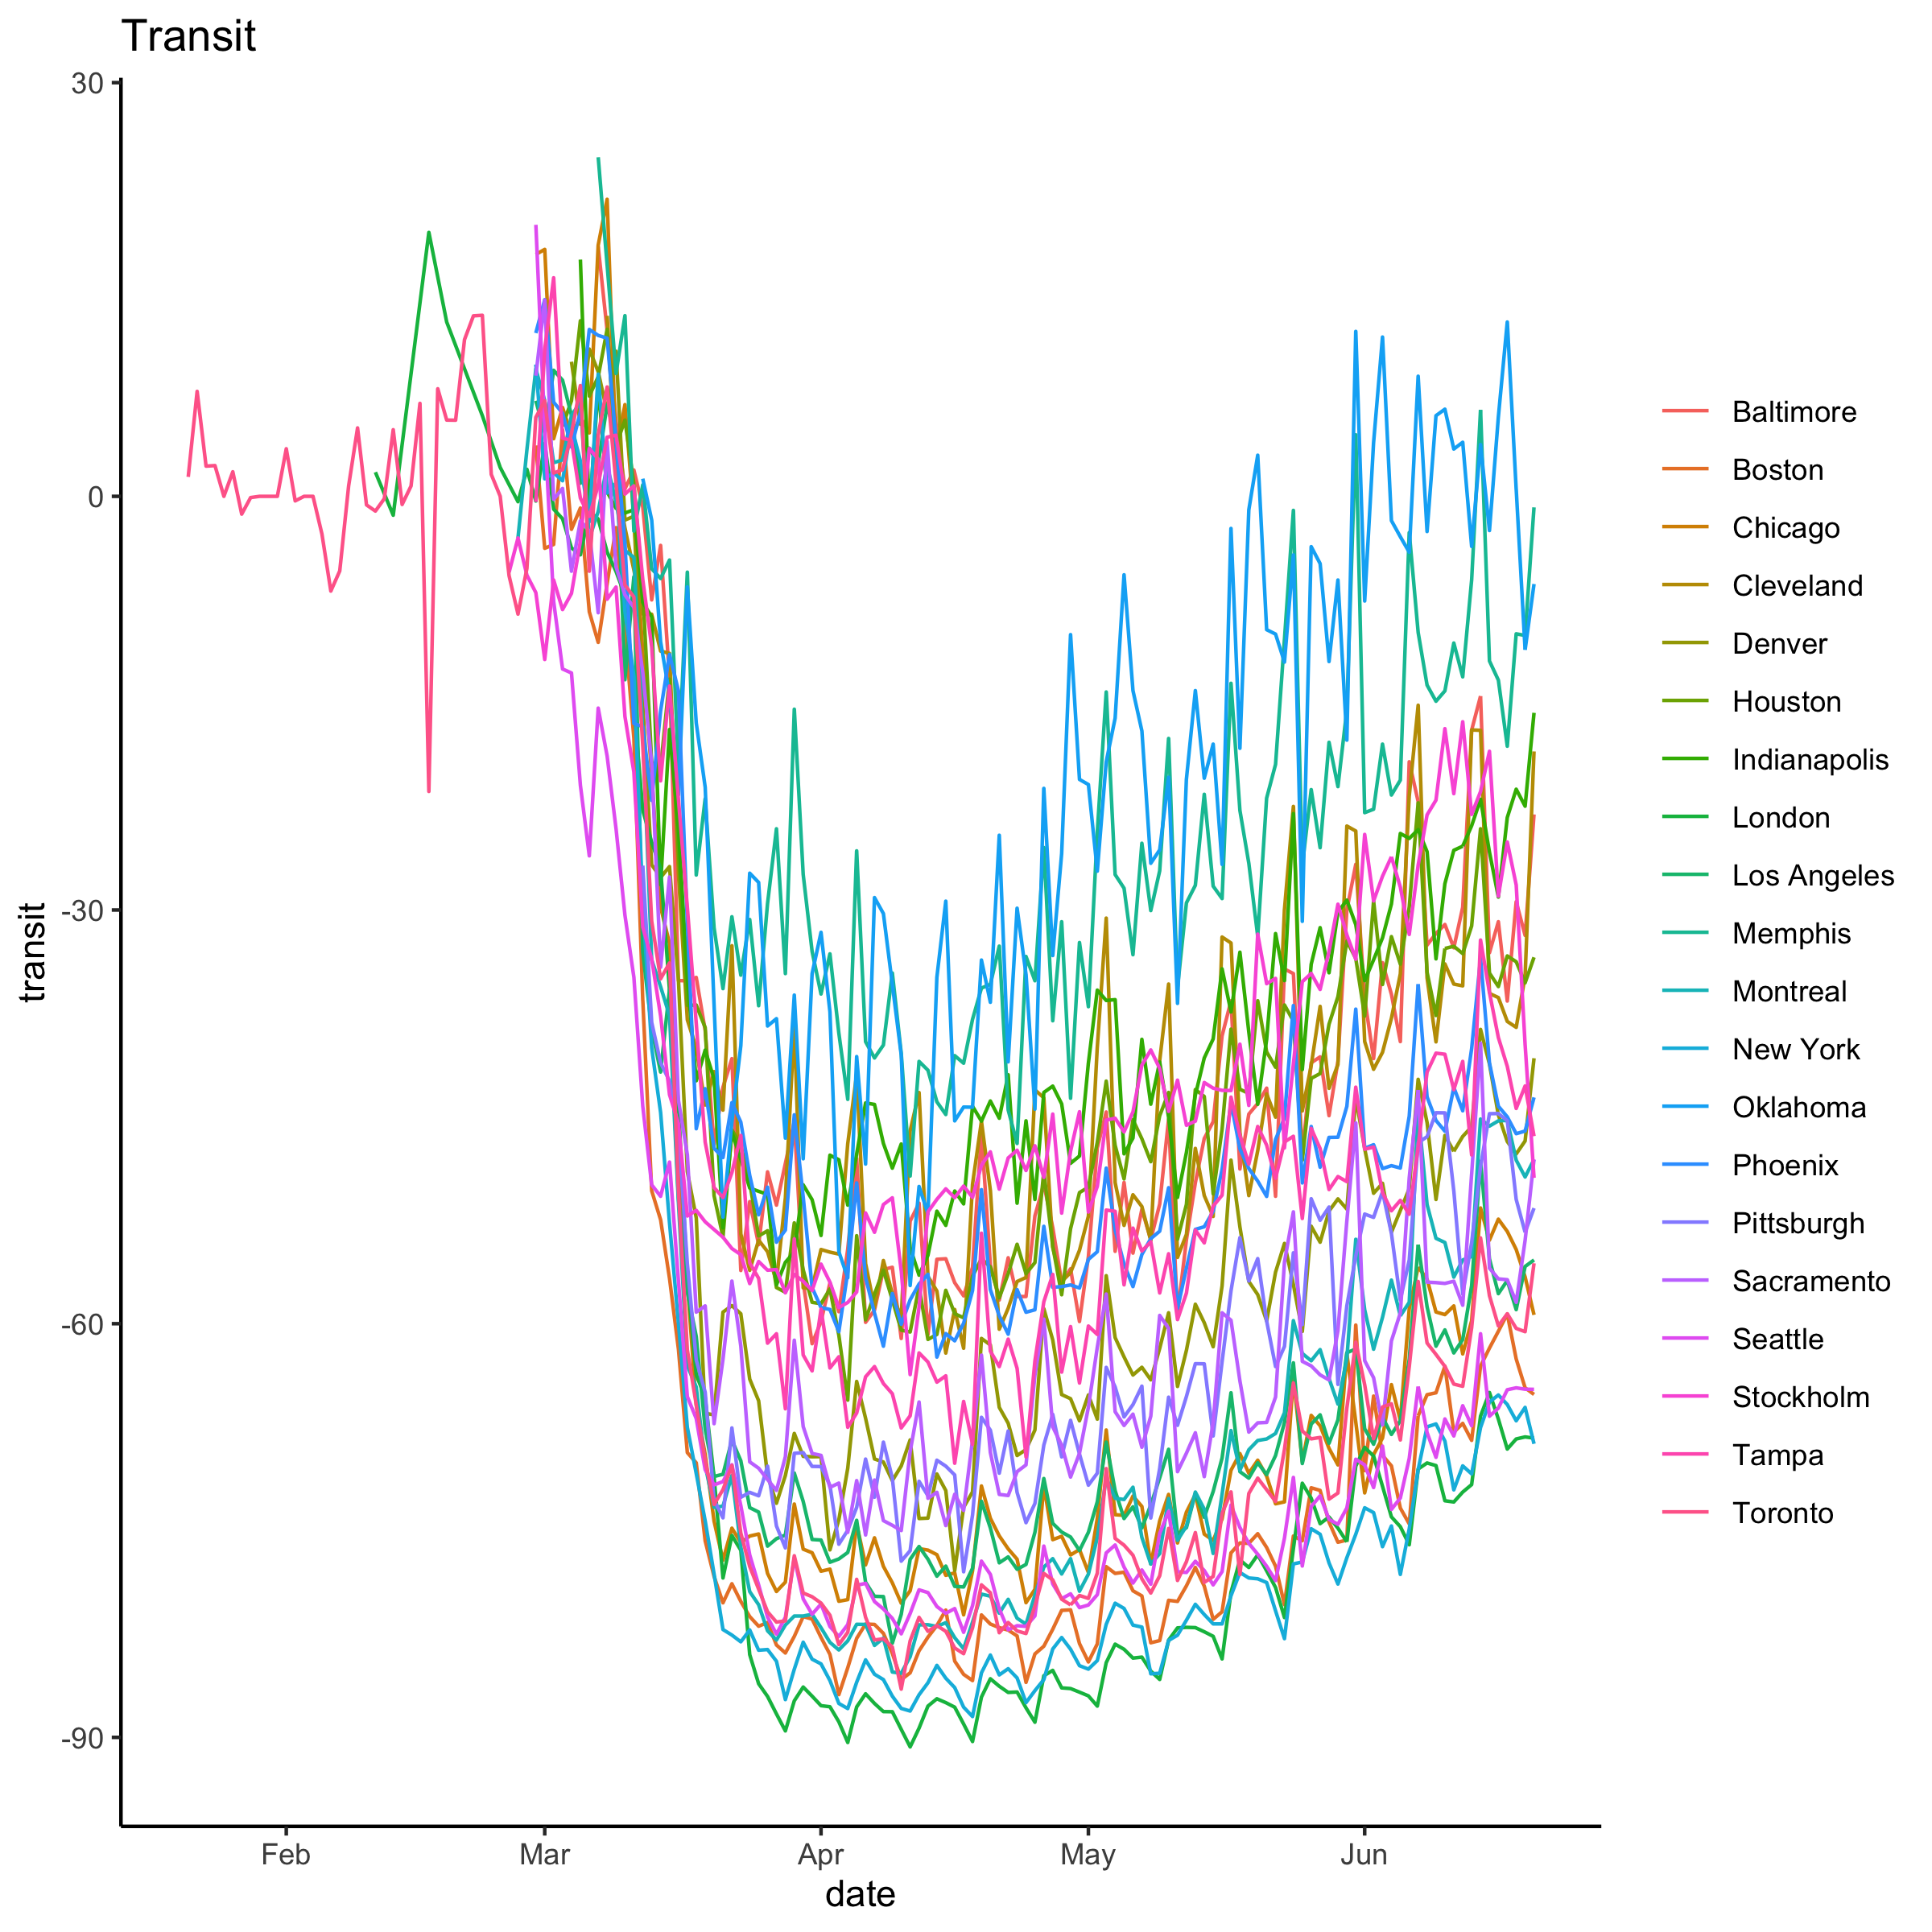 Transit
30
0
-30
-60
-90
transit
Feb
Mar
Apr
May
Jun
date
Baltimore
Boston
Chicago
Cleveland
Denver
Houston
Indianapolis
London
Los Angeles
Memphis
Montreal
New York
Oklahoma
Phoenix
Pittsburgh
Sacramento
Seattle
Stockholm
Tampa
Toronto